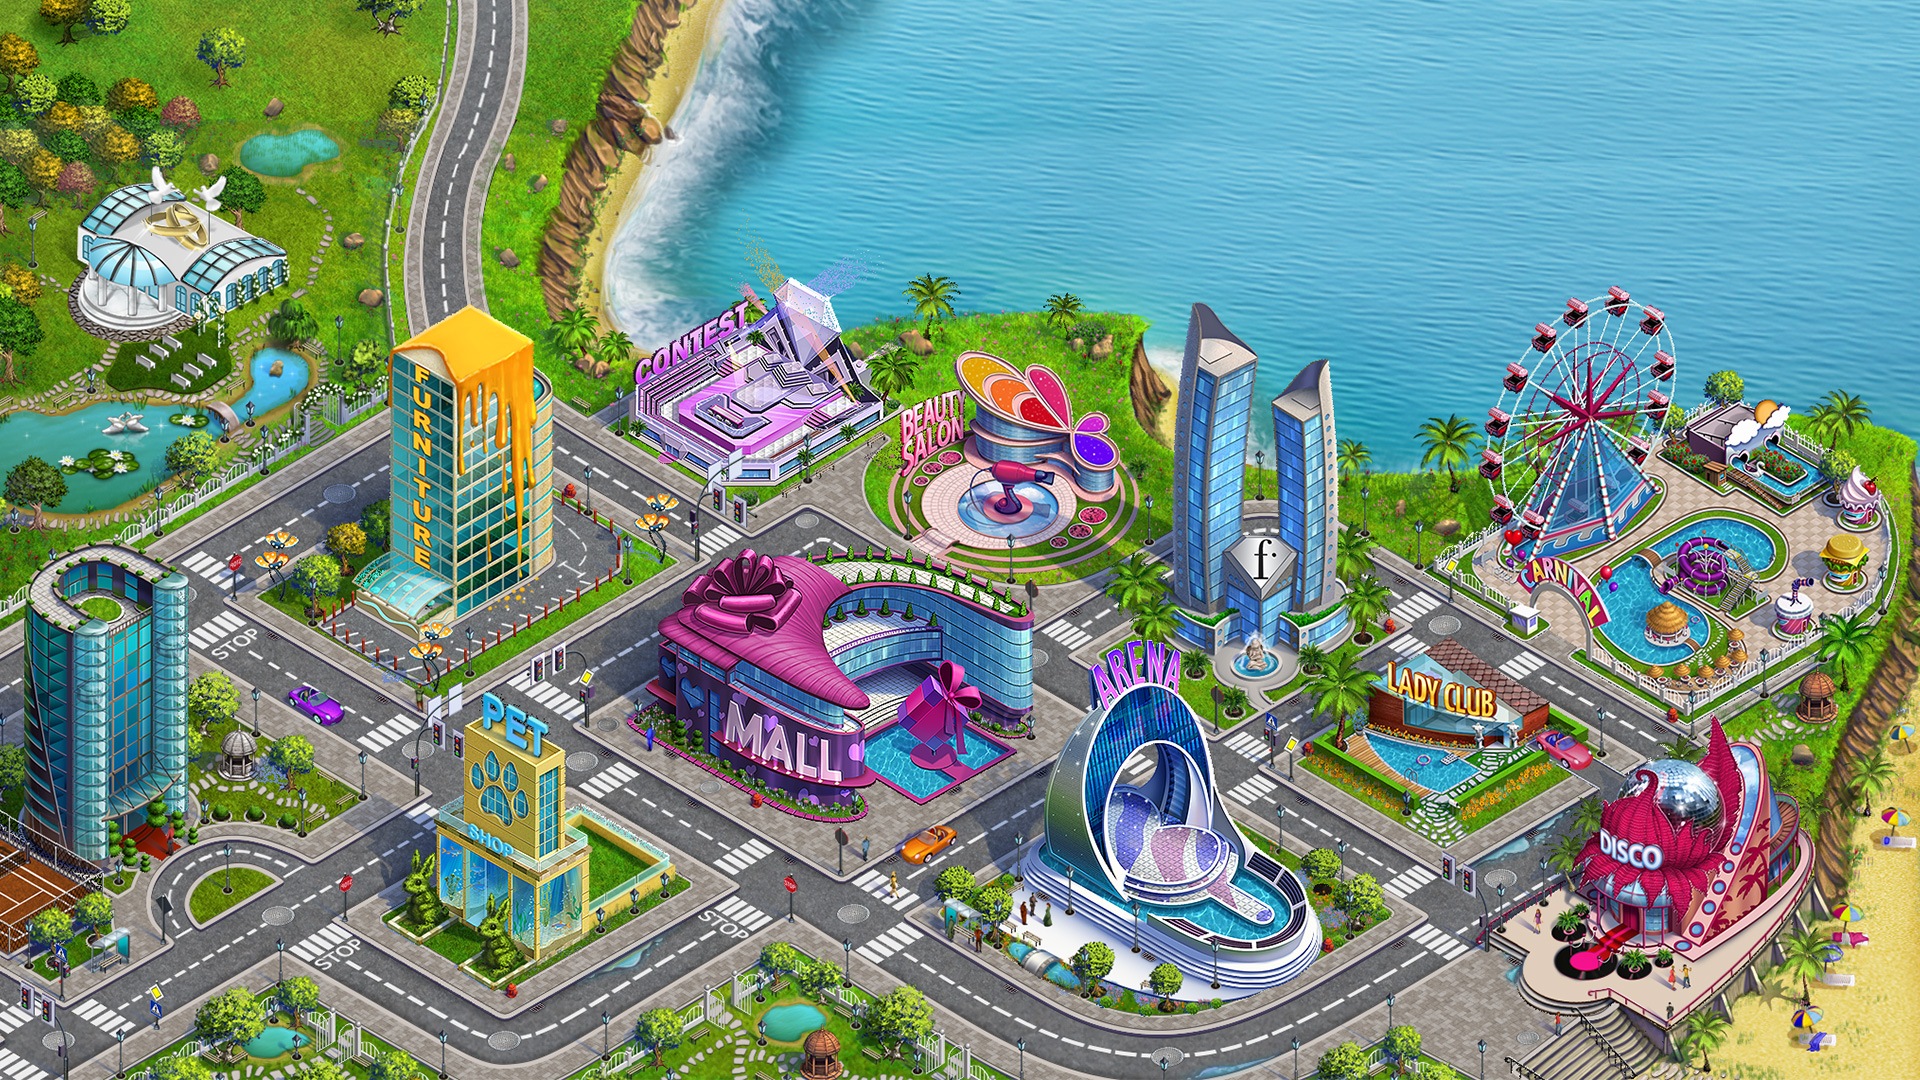 CONTEST
BEAUTY
SALON
FURNITURE
f
CARNIVAL
STOP
ARENA
LADY CLUB
PET
MALL
SHOP
DISCO
STOP
STOP